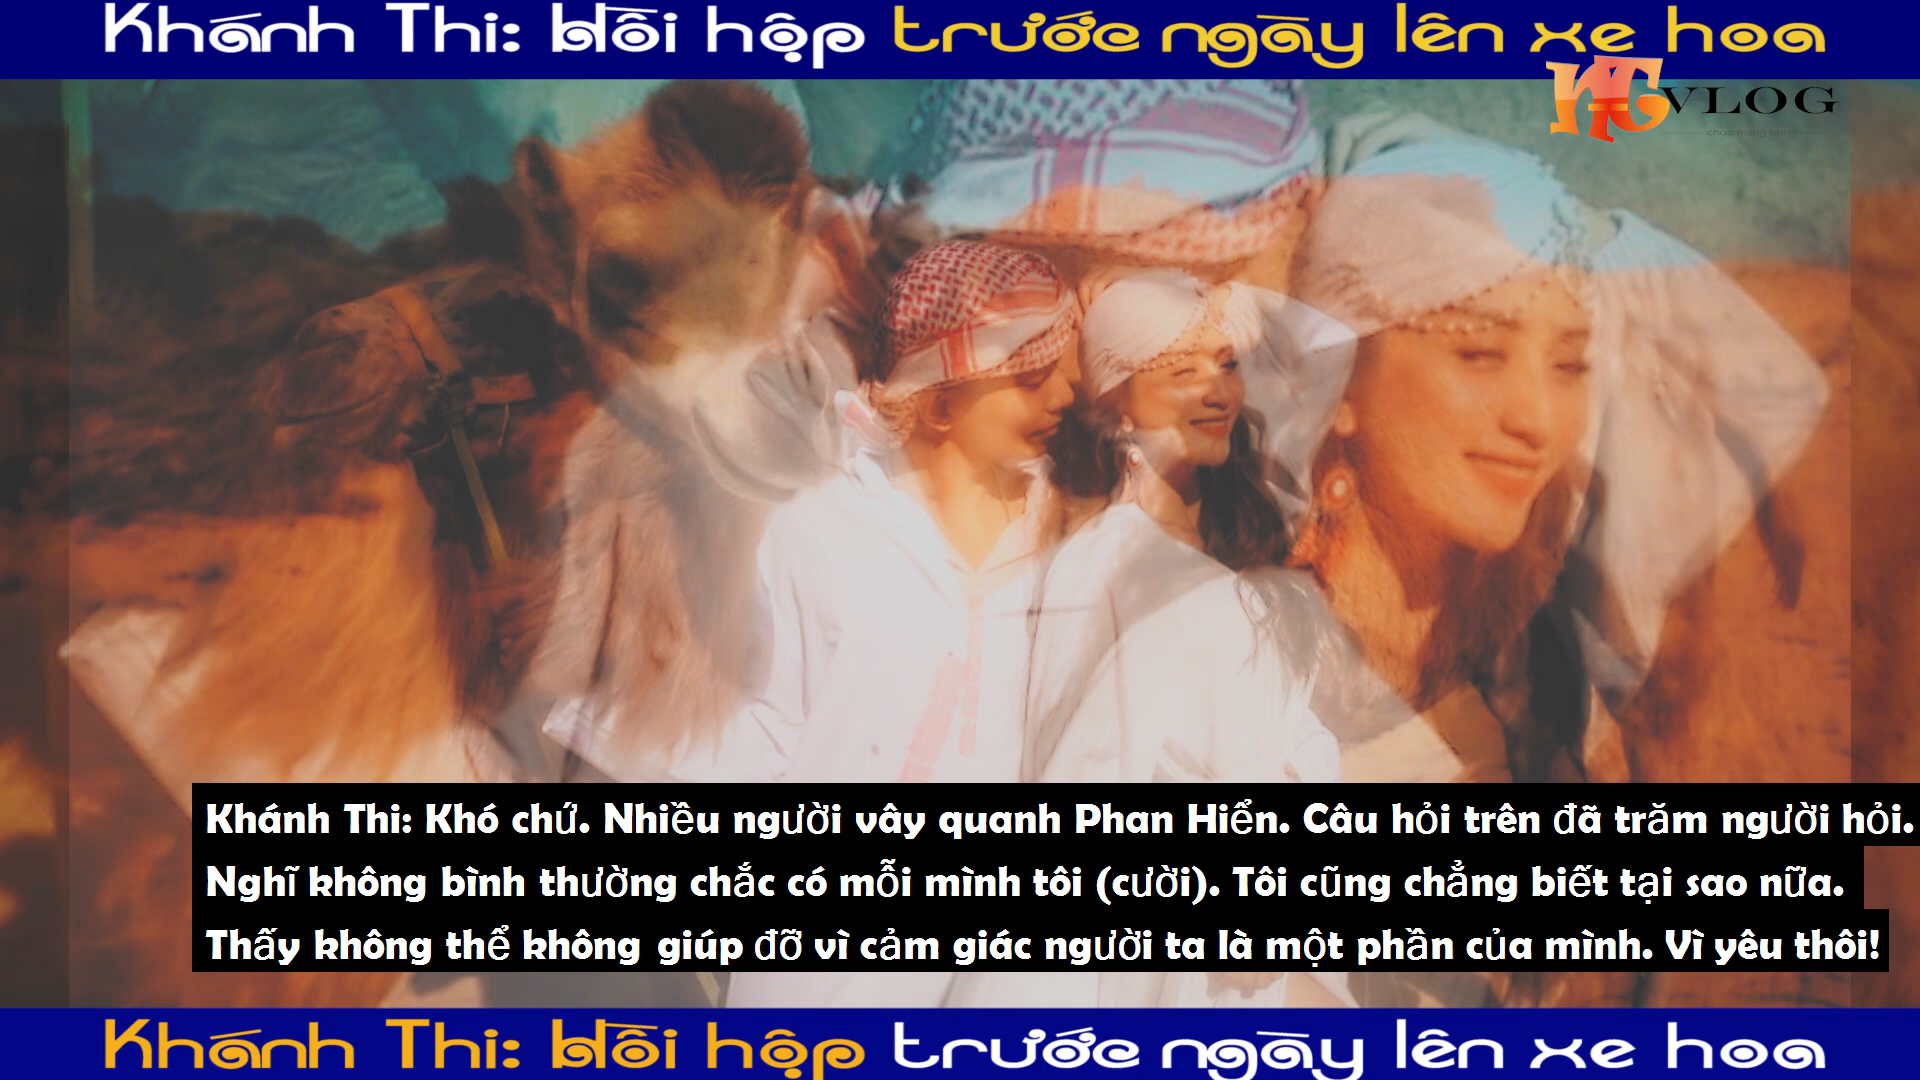 Khánh Thi: Hồi hộp trước ngày lên xe hoa
NTG VLOG
Khánh Thi: Khó chứ. Nhiều người vây quanh Phan Hiển. Câu hỏi trên đã trăm người hỏi.
Nghĩ không bình thường chắc có mỗi mình tôi (cười). Tôi cũng chẳng biết tại sao nữa.
Thấy không thể không giúp đỡ vì cảm giác người ta là một phần của mình. Vì yêu thôi!
Khánh Thi: Hồi hộp trước ngày lên xe hoa